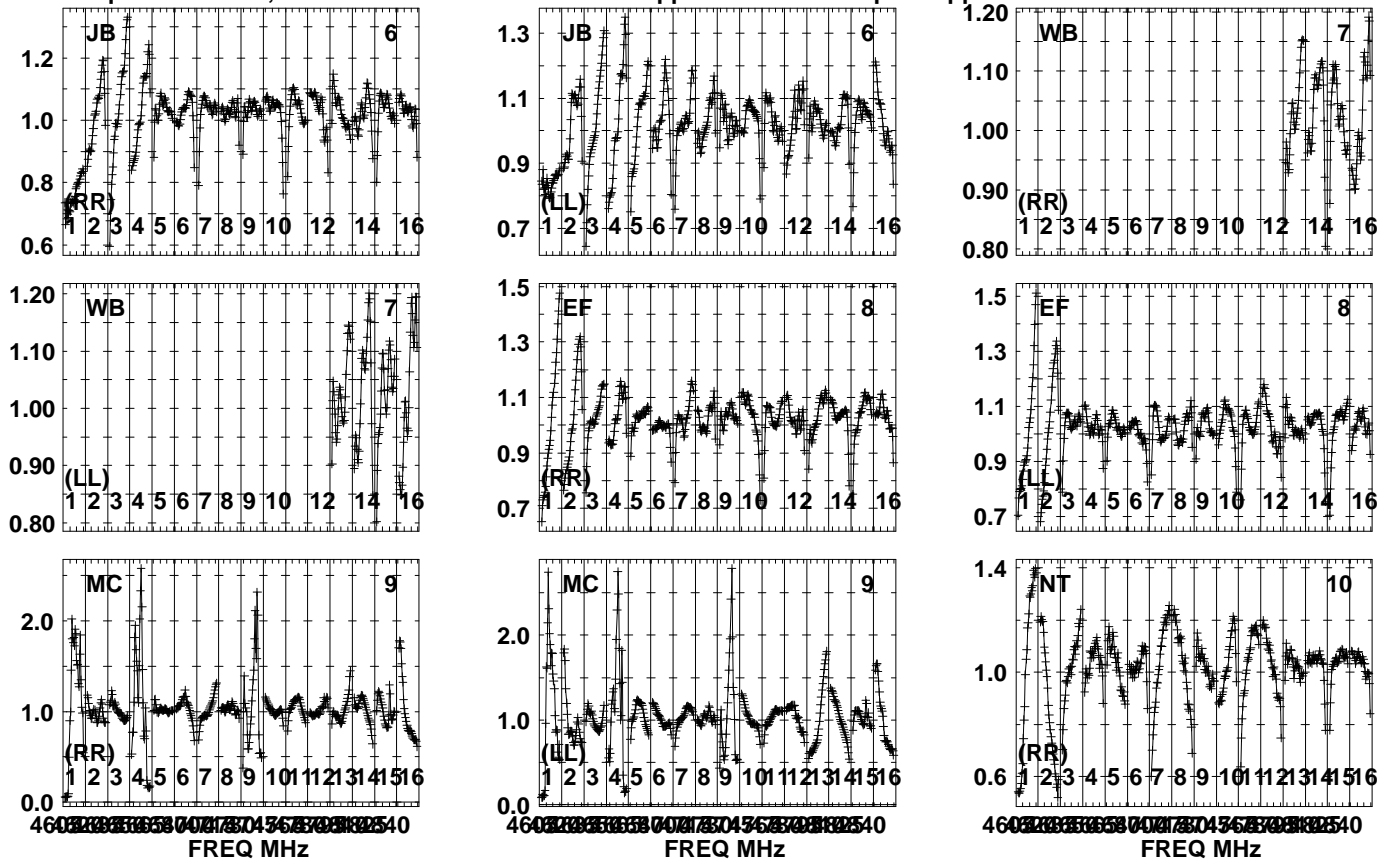 JB 6
1.2
1.0
0.8
0.6
(RR)
1 2 3 4 5 6 7 8 9 10 12 14 16
JB 6
1.3
1.1
0.9
0.7
(LL)
1 2 3 4 5 6 7 8 9 10 12 14 16
WB 7
1.20
1.10
1.00
0.90
0.80
(RR)
1 2 3 4 5 6 7 8 9 10 12 14 16
WB 7
1.20
1.10
1.00
0.90
0.80
(LL)
1 2 3 4 5 6 7 8 9 10 12 14 16
EF 8
1.5
1.3
1.1
0.9
0.7
(RR)
1 2 3 4 5 6 7 8 9 10 12 14 16
EF 8
1.5
1.3
1.1
0.9
0.7
(LL)
1 2 3 4 5 6 7 8 9 10 12 14 16
MC 9
2.0
1.0
0.0
(RR)
1 2 3 4 5 6 7 8 9 10 11 12 13 15 16
FREQ MHz
MC 9
2.0
1.0
0.0
(LL)
1 2 3 4 5 6 7 8 9 10 11 12 13 14 15 16
FREQ MHz
NT 10
1.4
1.0
0.6
(RR)
1 2 3 4 5 6 7 8 9 10 11 12 13 14 15 16
FREQ MHz